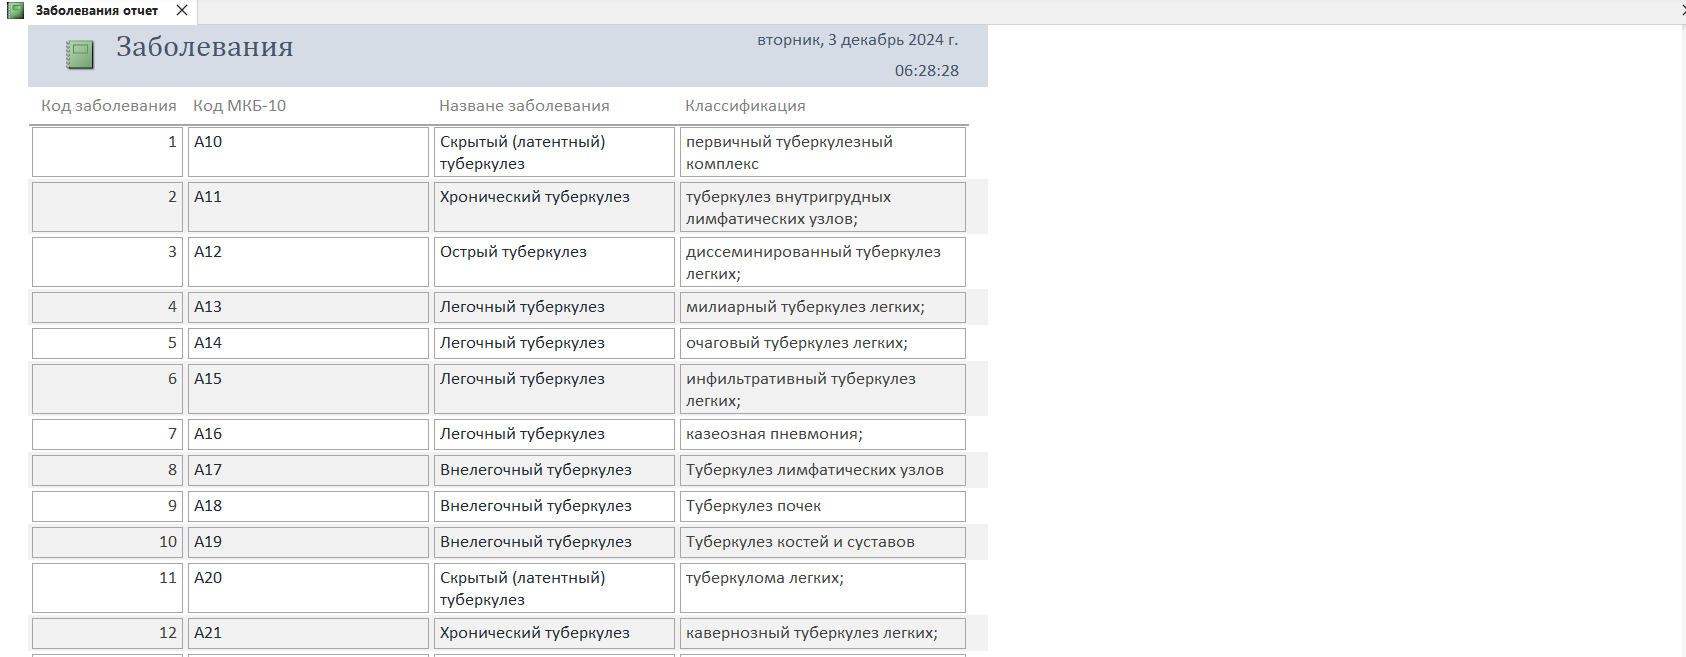 Заболевания отчет
Заболевания
вторник, 3 декабрь 2024 г.
06:28:28
Код заболевания Код МКБ-10 Назване заболевания Классификация
1 A10 Скрытый (латентный) туберкулез первичный туберкулезный комплекс
2 A11 Хронический туберкулез туберкулез внутригрудных лимфатических узлов;
3 A12 Острый туберкулез диссеминированный туберкулез легких;
4 A13 Легочный туберкулез милиарный туберкулез легких;
5 A14 Легочный туберкулез очаговый туберкулез легких;
6 A15 Легочный туберкулез инфильтративный туберкулез легких;
7 A16 Легочный туберкулез казеозная пневмония;
8 A17 Внелегочный туберкулез Туберкулез лимфатических узлов
9 A18 Внелегочный туберкулез Туберкулез почек
10 A19 Внелегочный туберкулез Туберкулез костей и суставов
11 A20 Скрытый (латентный) туберкулез туберкулома легких;
12 A21 Хронический туберкулез кавернозный туберкулез легких;